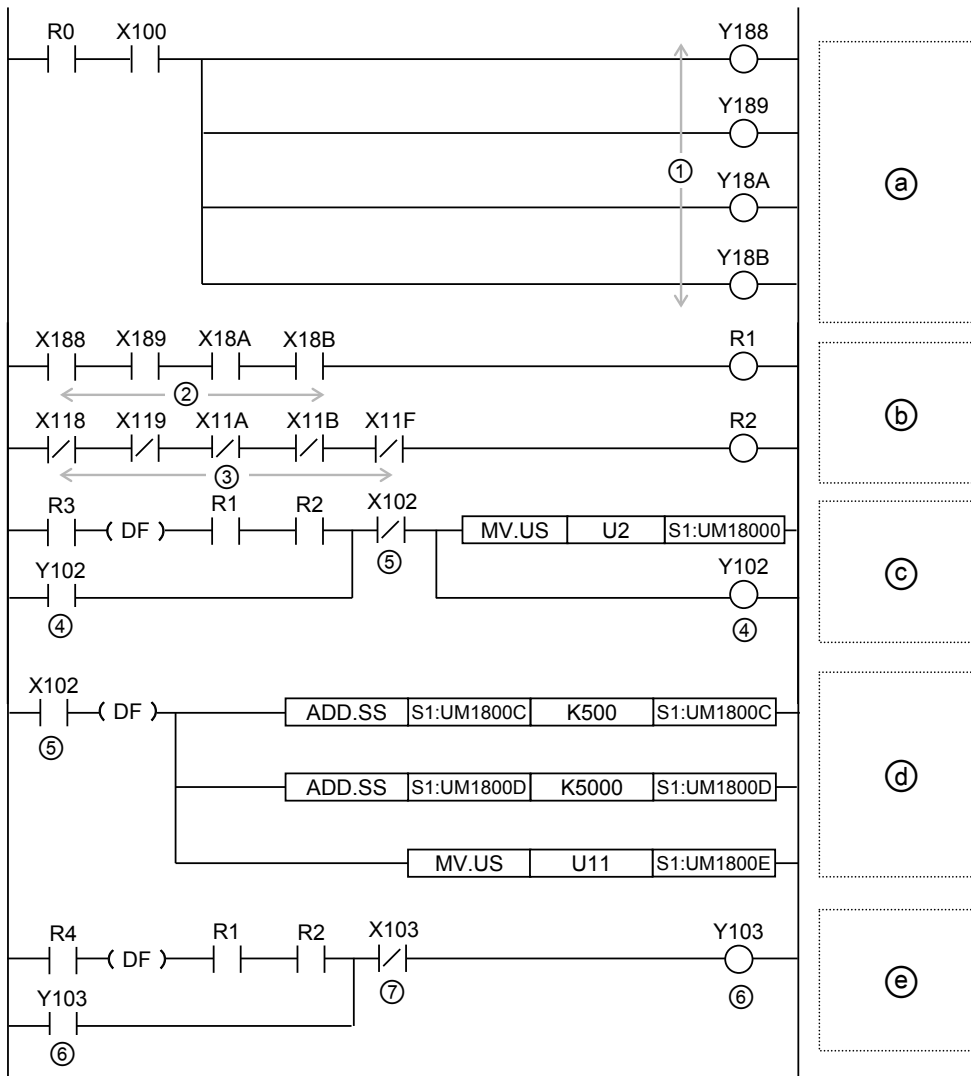 R0 X100 Y188
Y189
①
Y18A
ⓐ
Y18B
X188 X189 X18A X18B R1
②
ⓑ
X118 X119 X11A X11B X11F R2
③
R3 ( DF ) R1 R2 X102 MV.US U2 S1:UM18000
⑤
Y102 Y102
ⓒ
④ ④
X102 ( DF ) ADD.SS S1:UM1800C K500 S1:UM1800C
⑤
ADD.SS S1:UM1800D K5000 S1:UM1800D
ⓓ
MV.US U11 S1:UM1800E
R4 ( DF ) R1 R2 X103 Y103
⑦ ⑥
ⓔ
Y103
⑥